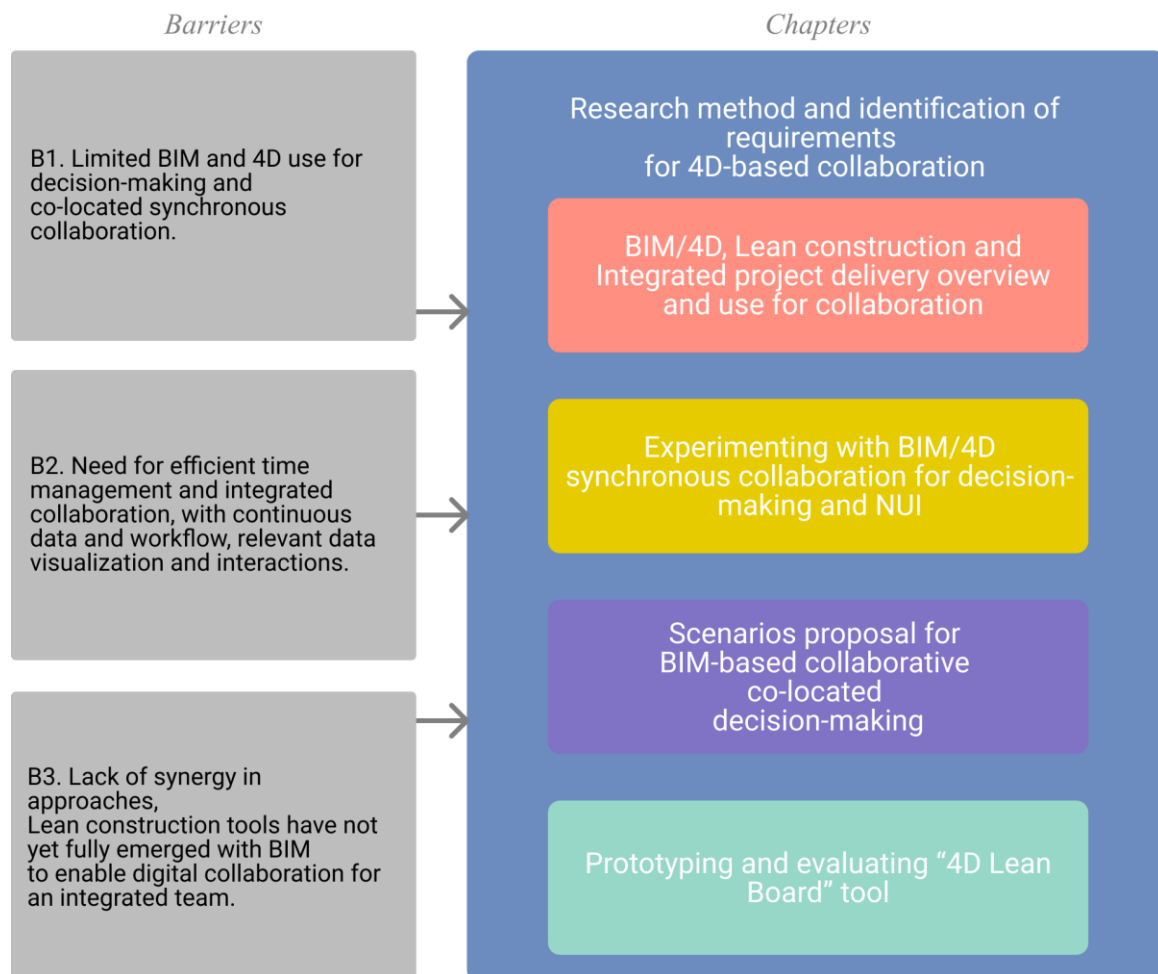 Barriers
Chapters
B1. Limited BIM and 4D use for
decision-making and
co-located synchronous
collaboration.
B2. Need for efficient time
management and integrated
collaboration, with continuous
data and workflow, relevant data
visualization and interactions.
B3. Lack of synergy in
approaches,
Lean construction tools have not
yet fully emerged with BIM
to enable digital collaboration for
an integrated team.
Research method and identification of
requirements
for 4D-based collaboration
BIM/4D, Lean construction and
Integrated project delivery overview
and use for collaboration
Experimenting with BIM/4D
synchronous collaboration for decision-
making and NUI
Scenarios proposal for
BIM-based collaborative
co-located
decision-making
Prototyping and evaluating “4D Lean
Board” tool